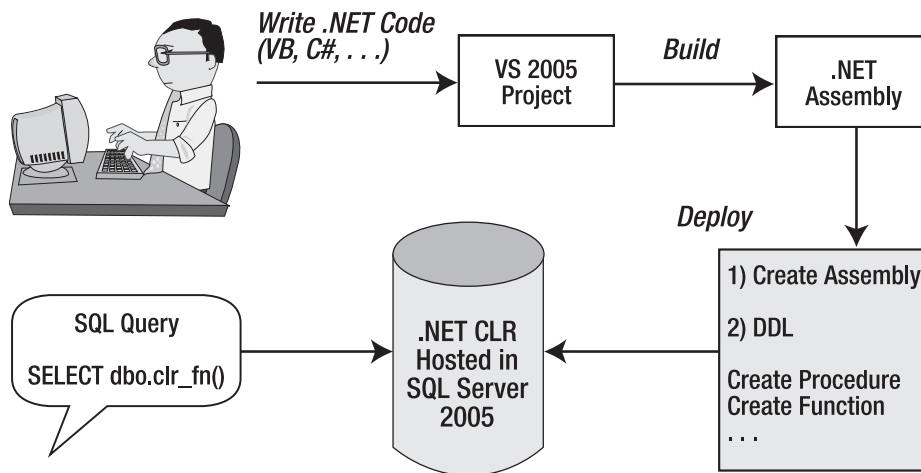 Write .NET Code
(VB, C#, . . .)
VS 2005
Project
Build
.NET
Assembly
Deploy
1) Create Assembly
2) DDL
Create Procedure
Create Function
. . .
.NET CLR
Hosted in
SQL Server
2005
SQL Query
SELECT dbo.clr_fn()